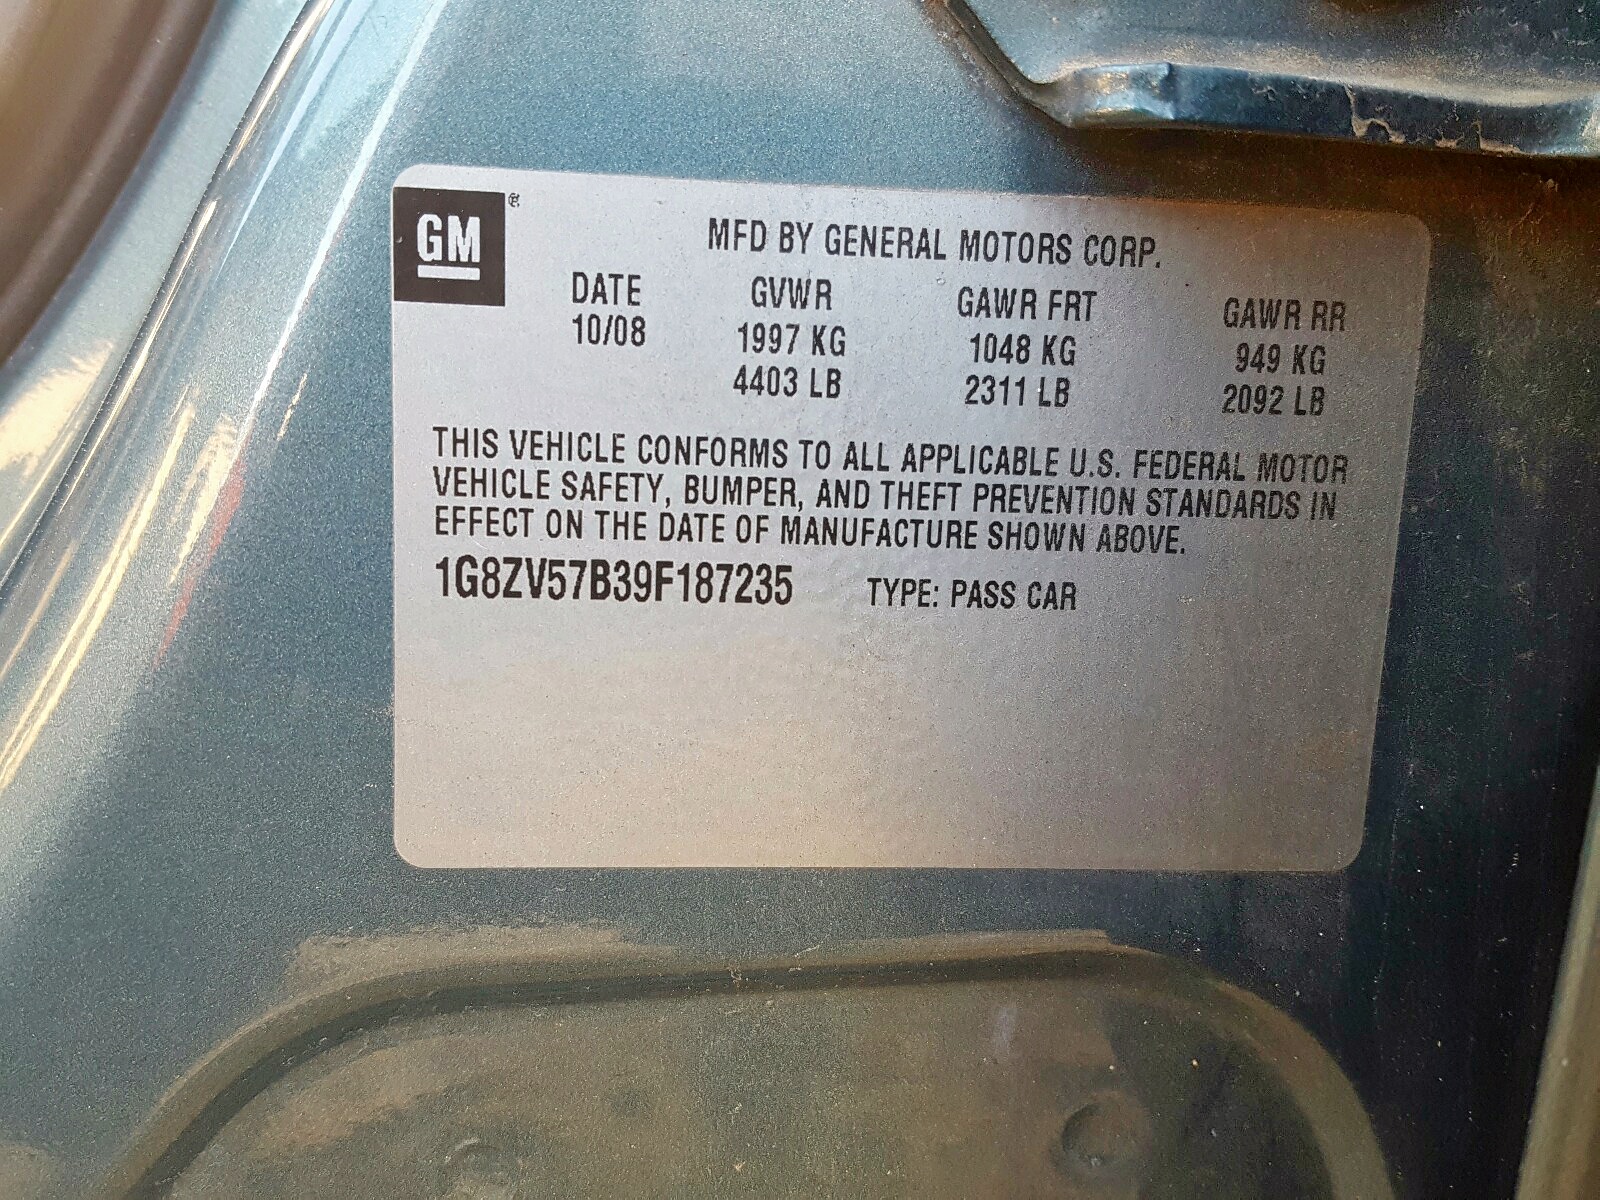 GM
MFD BY GENERAL MOTORS CORP.
DATE GVWR GAWR FRT GAWR RR
10/08 1997 KG 1048 KG 949 KG
4403 LB 2311 LB 2092 LB
THIS VEHICLE CONFORMS TO ALL APPLICABLE U.S. FEDERAL MOTOR
VEHICLE SAFETY, BUMPER, AND THEFT PREVENTION STANDARDS IN
EFFECT ON THE DATE OF MANUFACTURE SHOWN ABOVE.
1G8ZV57B39F187235 TYPE: PASS CAR